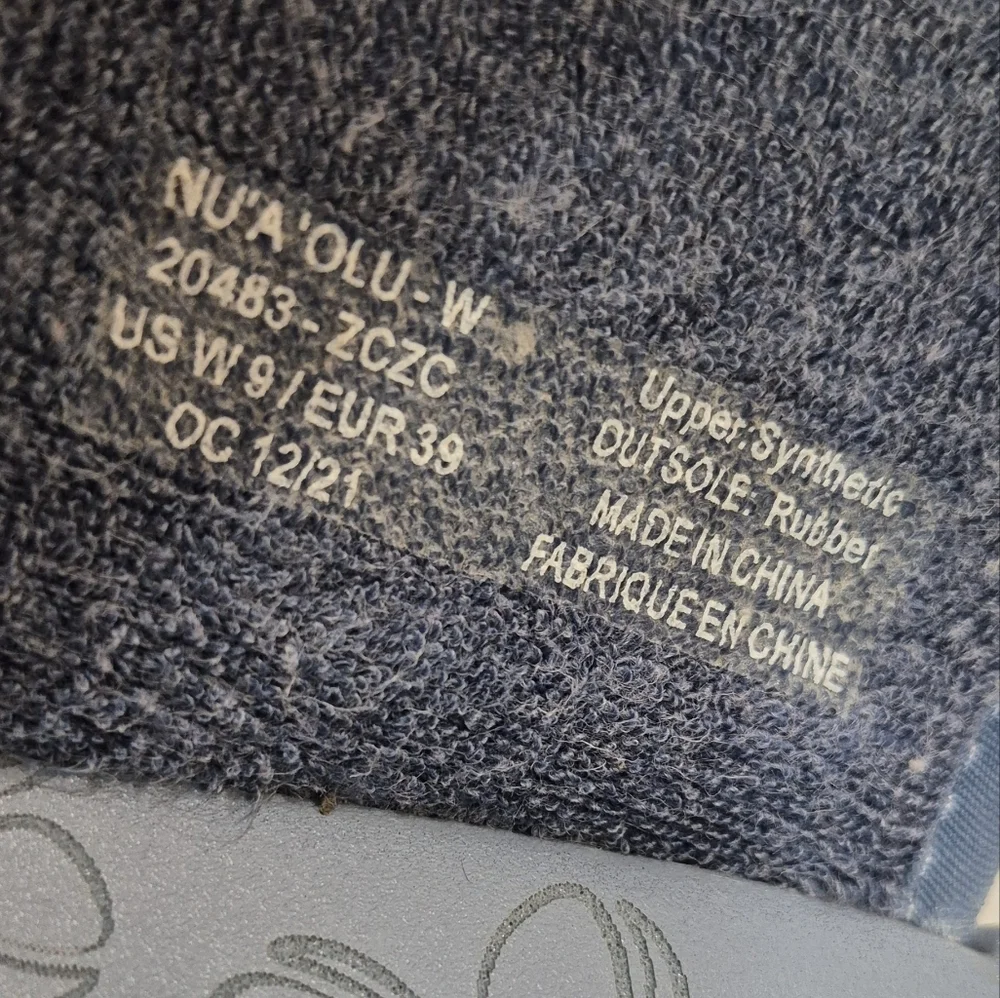 NU'A'OLU - W
20483 - ZCZC
US W 9 / EUR 39
OC 12/21
Upper: Synthetic
OUTSOLE: Rubber
MADE IN CHINA
FABRIQUE EN CHINE